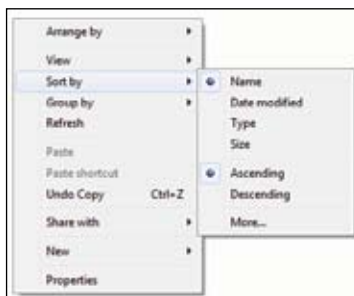 Arrange by
View
Sort by
Group by
Refresh
Paste
Paste shortcut
Undo Copy Ctrl+Z
Share with
New
Properties
Name
Date modified
Type
Size
Ascending
Descending
More...